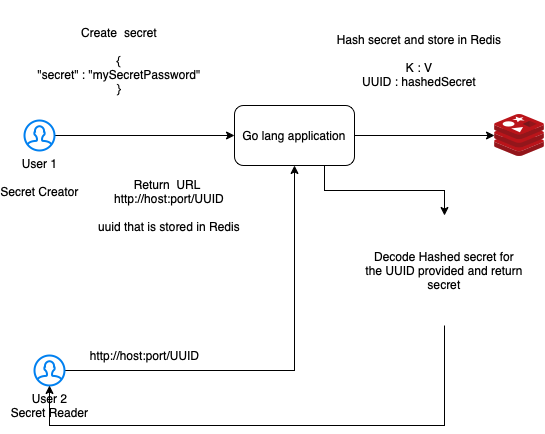 Create secret
{
"secret" : "mySecretPassword"
}
Hash secret and store in Redis
K : V
UUID : hashedSecret
Go lang application
User 1
Secret Creator
Return URL
http://host:port/UUID
uuid that is stored in Redis
Decode Hashed secret for
the UUID provided and return
secret
http://host:port/UUID
User 2
Secret Reader